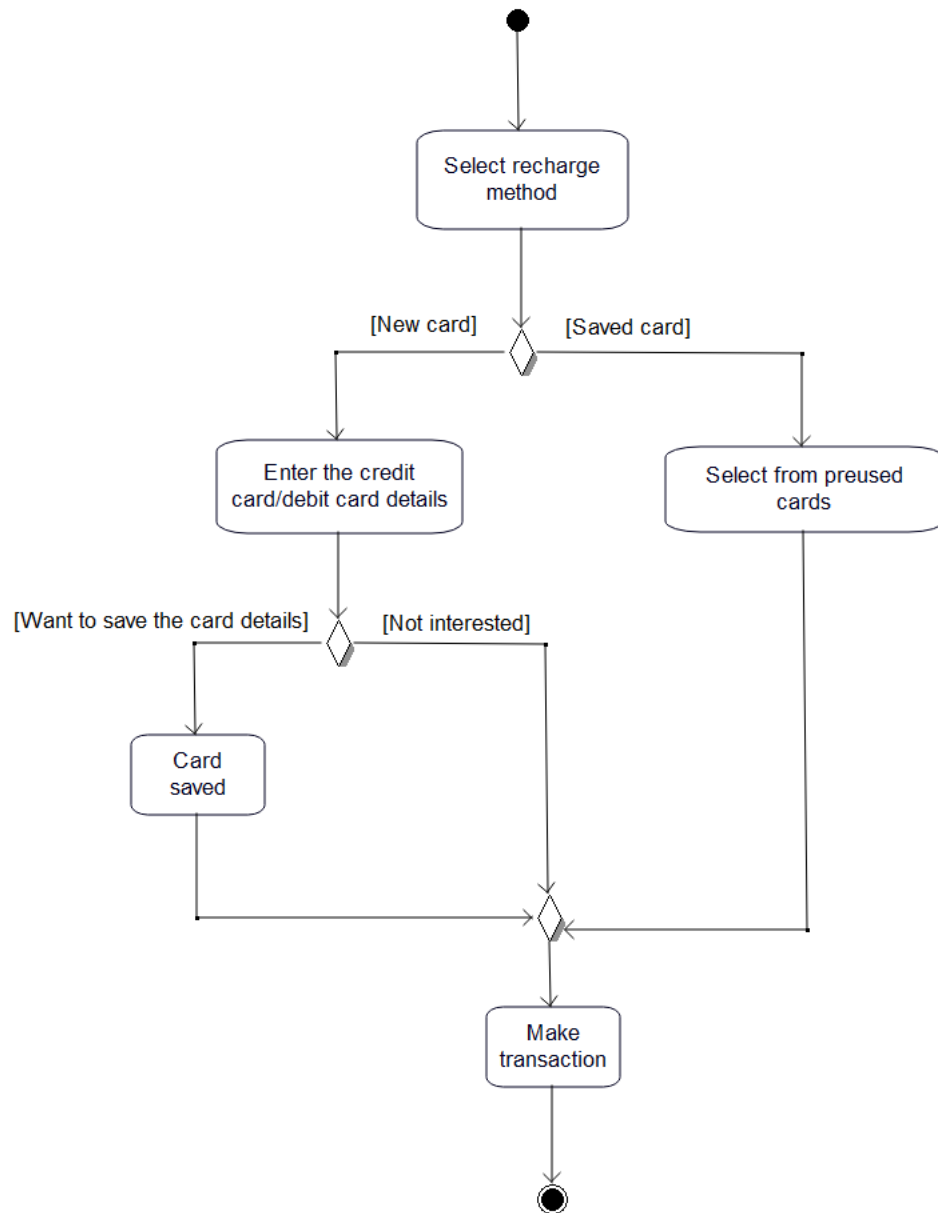 Select recharge
method
[New card]
[Saved card]
Enter the credit
card/debit card details
Select from preused
cards
[Want to save the card details]
[Not interested]
Card
saved
Make
transaction